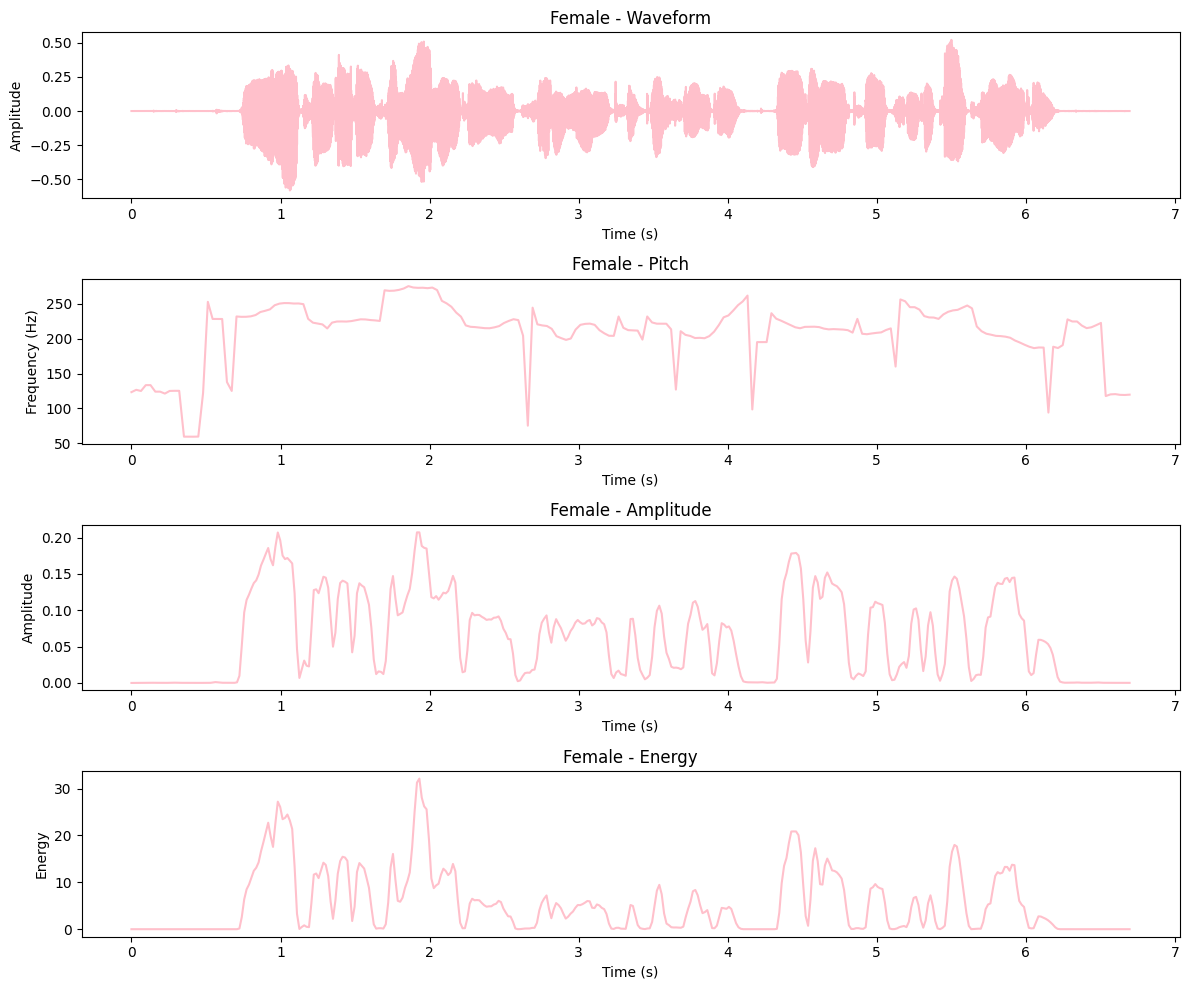 Female - Waveform
0.50
0.25
0.00
−0.25
−0.50
Amplitude
0 1 2 3 4 5 6 7
Time (s)
Female - Pitch
250
200
150
100
50
Frequency (Hz)
0 1 2 3 4 5 6 7
Time (s)
Female - Amplitude
0.20
0.15
0.10
0.05
0.00
Amplitude
0 1 2 3 4 5 6 7
Time (s)
Female - Energy
30
20
10
0
Energy
0 1 2 3 4 5 6 7
Time (s)